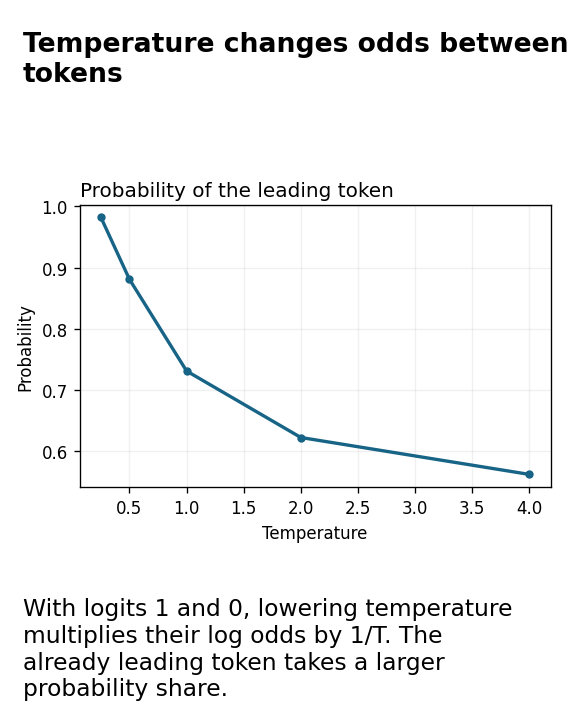 Temperature changes odds between
tokens
Probability of the leading token
1.0
0.9
0.8
0.7
0.6
Probability
0.5 1.0 1.5 2.0 2.5 3.0 3.5 4.0
Temperature
With logits 1 and 0, lowering temperature
multiplies their log odds by 1/T. The
already leading token takes a larger
probability share.